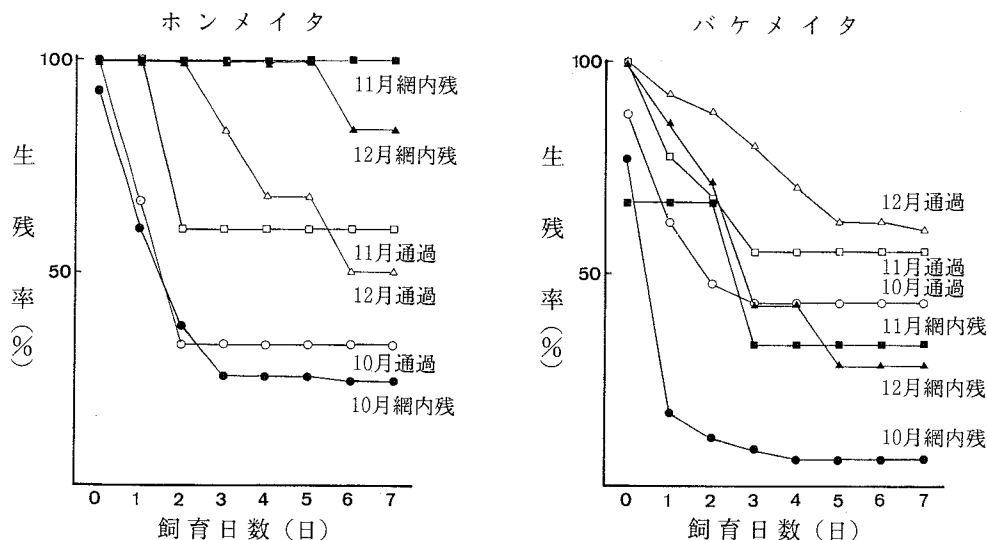 ホンメイタ
100
50
生残率(%)
11月網内残
12月網内残
11月通過
12月通過
10月通過
10月網内残
0 1 2 3 4 5 6 7
飼育日数(日)
バケメイタ
100
50
生残率(%)
12月通過
11月通過
10月通過
11月網内残
12月網内残
10月網内残
0 1 2 3 4 5 6 7
飼育日数(日)